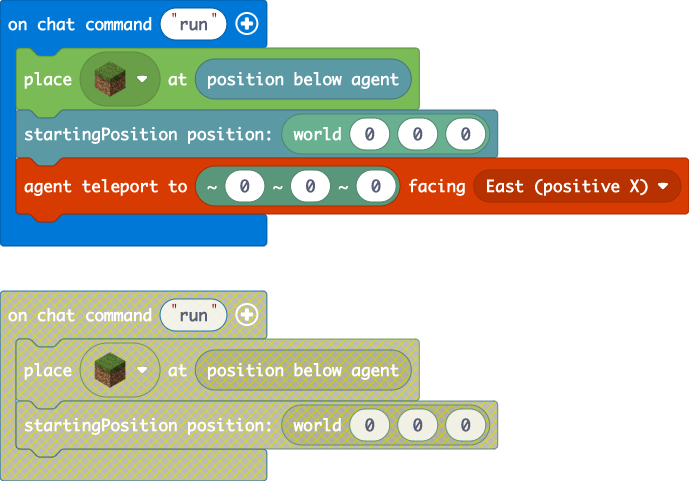 on chat command "run"
place at position below agent
startingPosition position: world 0 0 0
agent teleport to ~ 0 ~ 0 ~ 0 facing East (positive X)
on chat command "run"
place at position below agent
startingPosition position: world 0 0 0